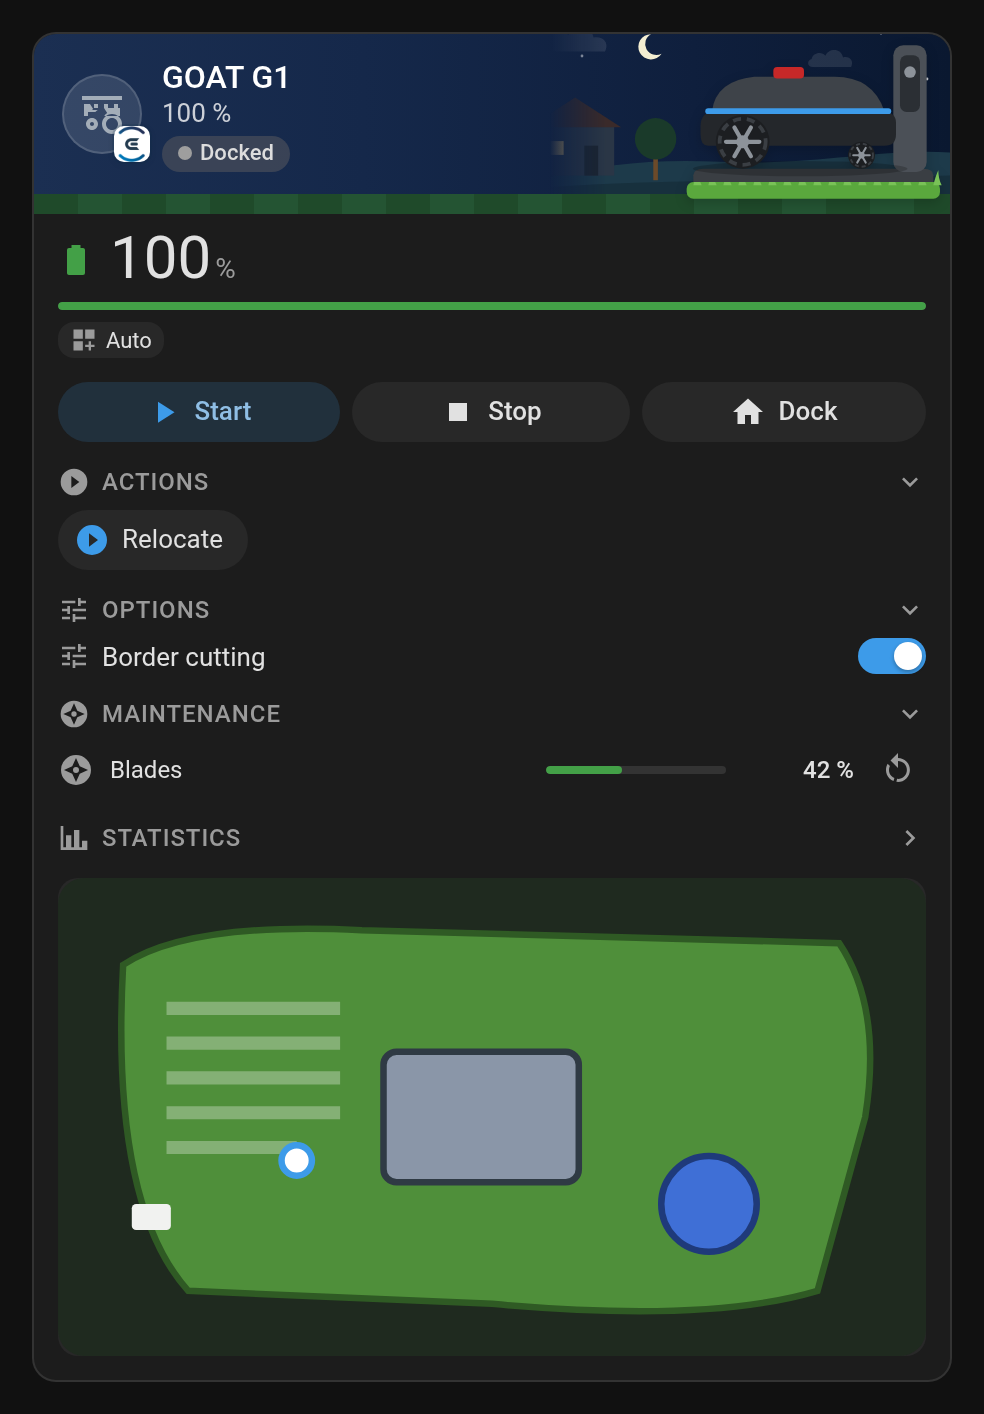 GOAT G1
100 %
Docked
100 %
Auto
Start
Stop
Dock
ACTIONS
Relocate
OPTIONS
Border cutting
MAINTENANCE
Blades
42 %
STATISTICS